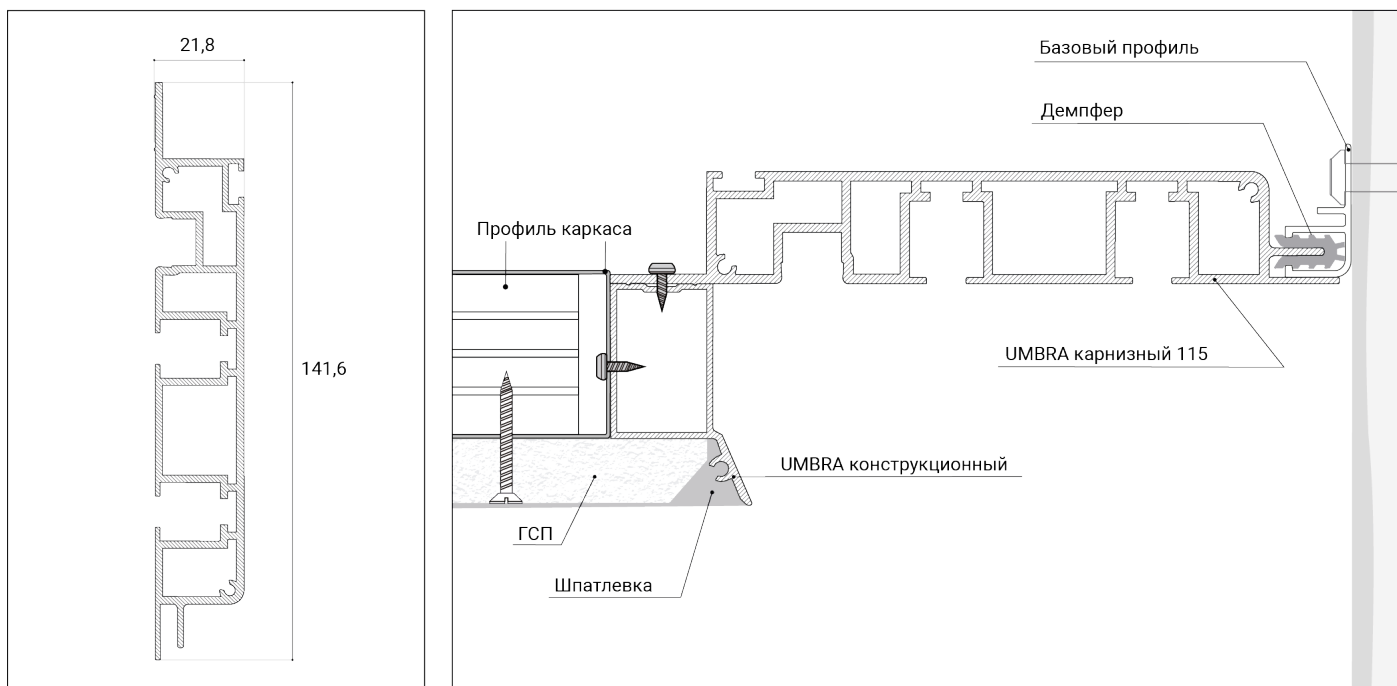 21,8
141,6
Базовый профиль
Демпфер
Профиль каркаса
UMBRA карнизный 115
UMBRA конструкционный
ГСП
Шпатлевка